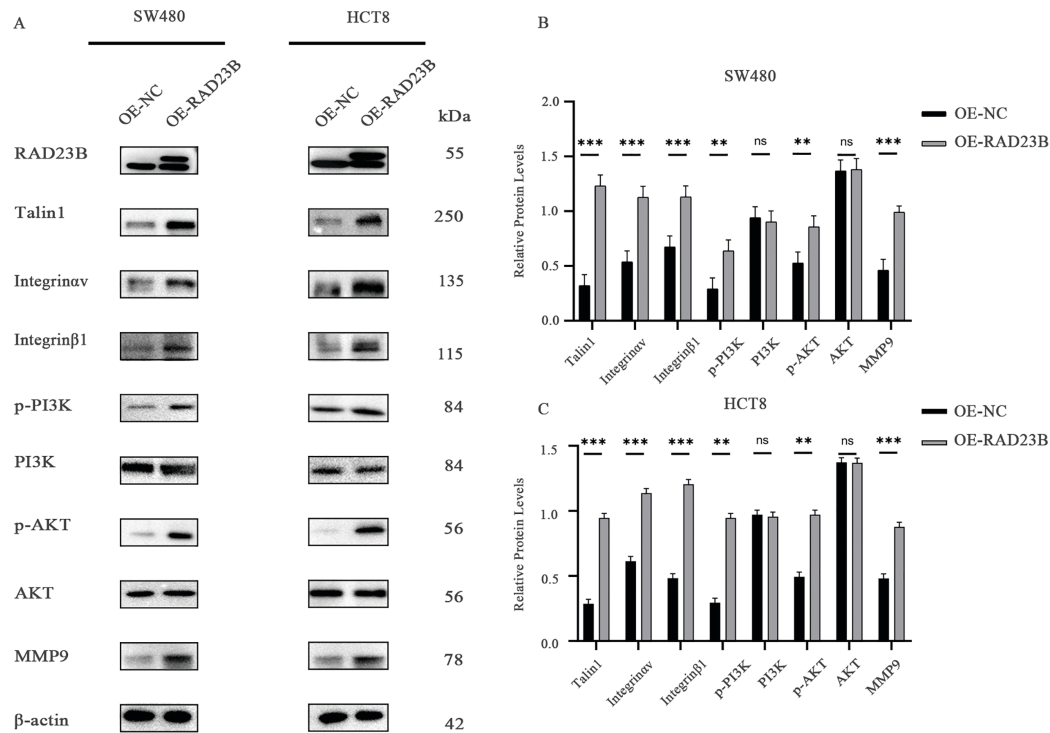 A
SW480
HCT8
OE-NC
OE-RAD23B
OE-NC
OE-RAD23B
kDa
RAD23B
55
Talin1
250
Integrinαv
135
Integrinβ1
115
p-PI3K
84
PI3K
84
p-AKT
56
AKT
56
MMP9
78
β-actin
42
B
SW480
OE-NC
OE-RAD23B
Relative Protein Levels
2.0
1.5
1.0
0.5
0.0
*** *** *** ** ns ** ns ***
Talin1
Integrinαv
Integrinβ1
p-PI3K
PI3K
p-AKT
AKT
MMP9
C
HCT8
OE-NC
OE-RAD23B
Relative Protein Levels
1.5
1.0
0.5
0.0
*** *** *** ** ns ** ns ***
Talin1
Integrinαv
Integrinβ1
p-PI3K
PI3K
p-AKT
AKT
MMP9